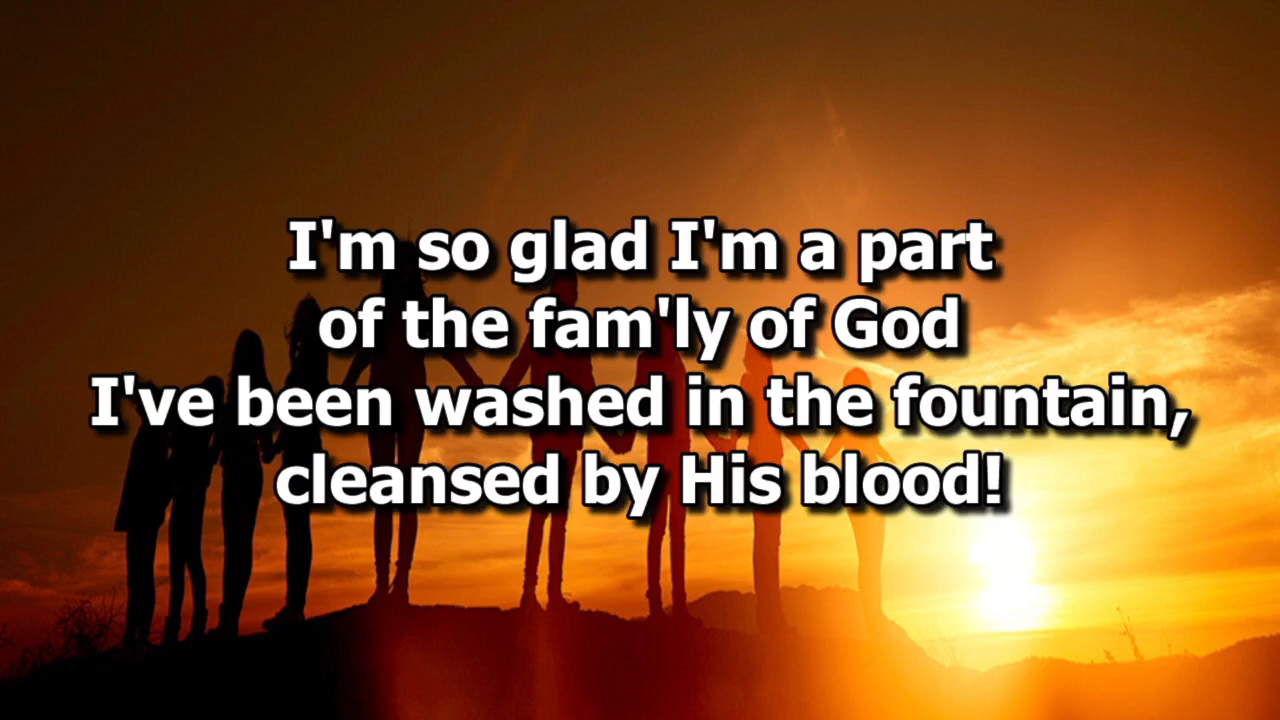 I'm so glad I'm a part
of the fam'ly of God
I've been washed in the fountain,
cleansed by His blood!